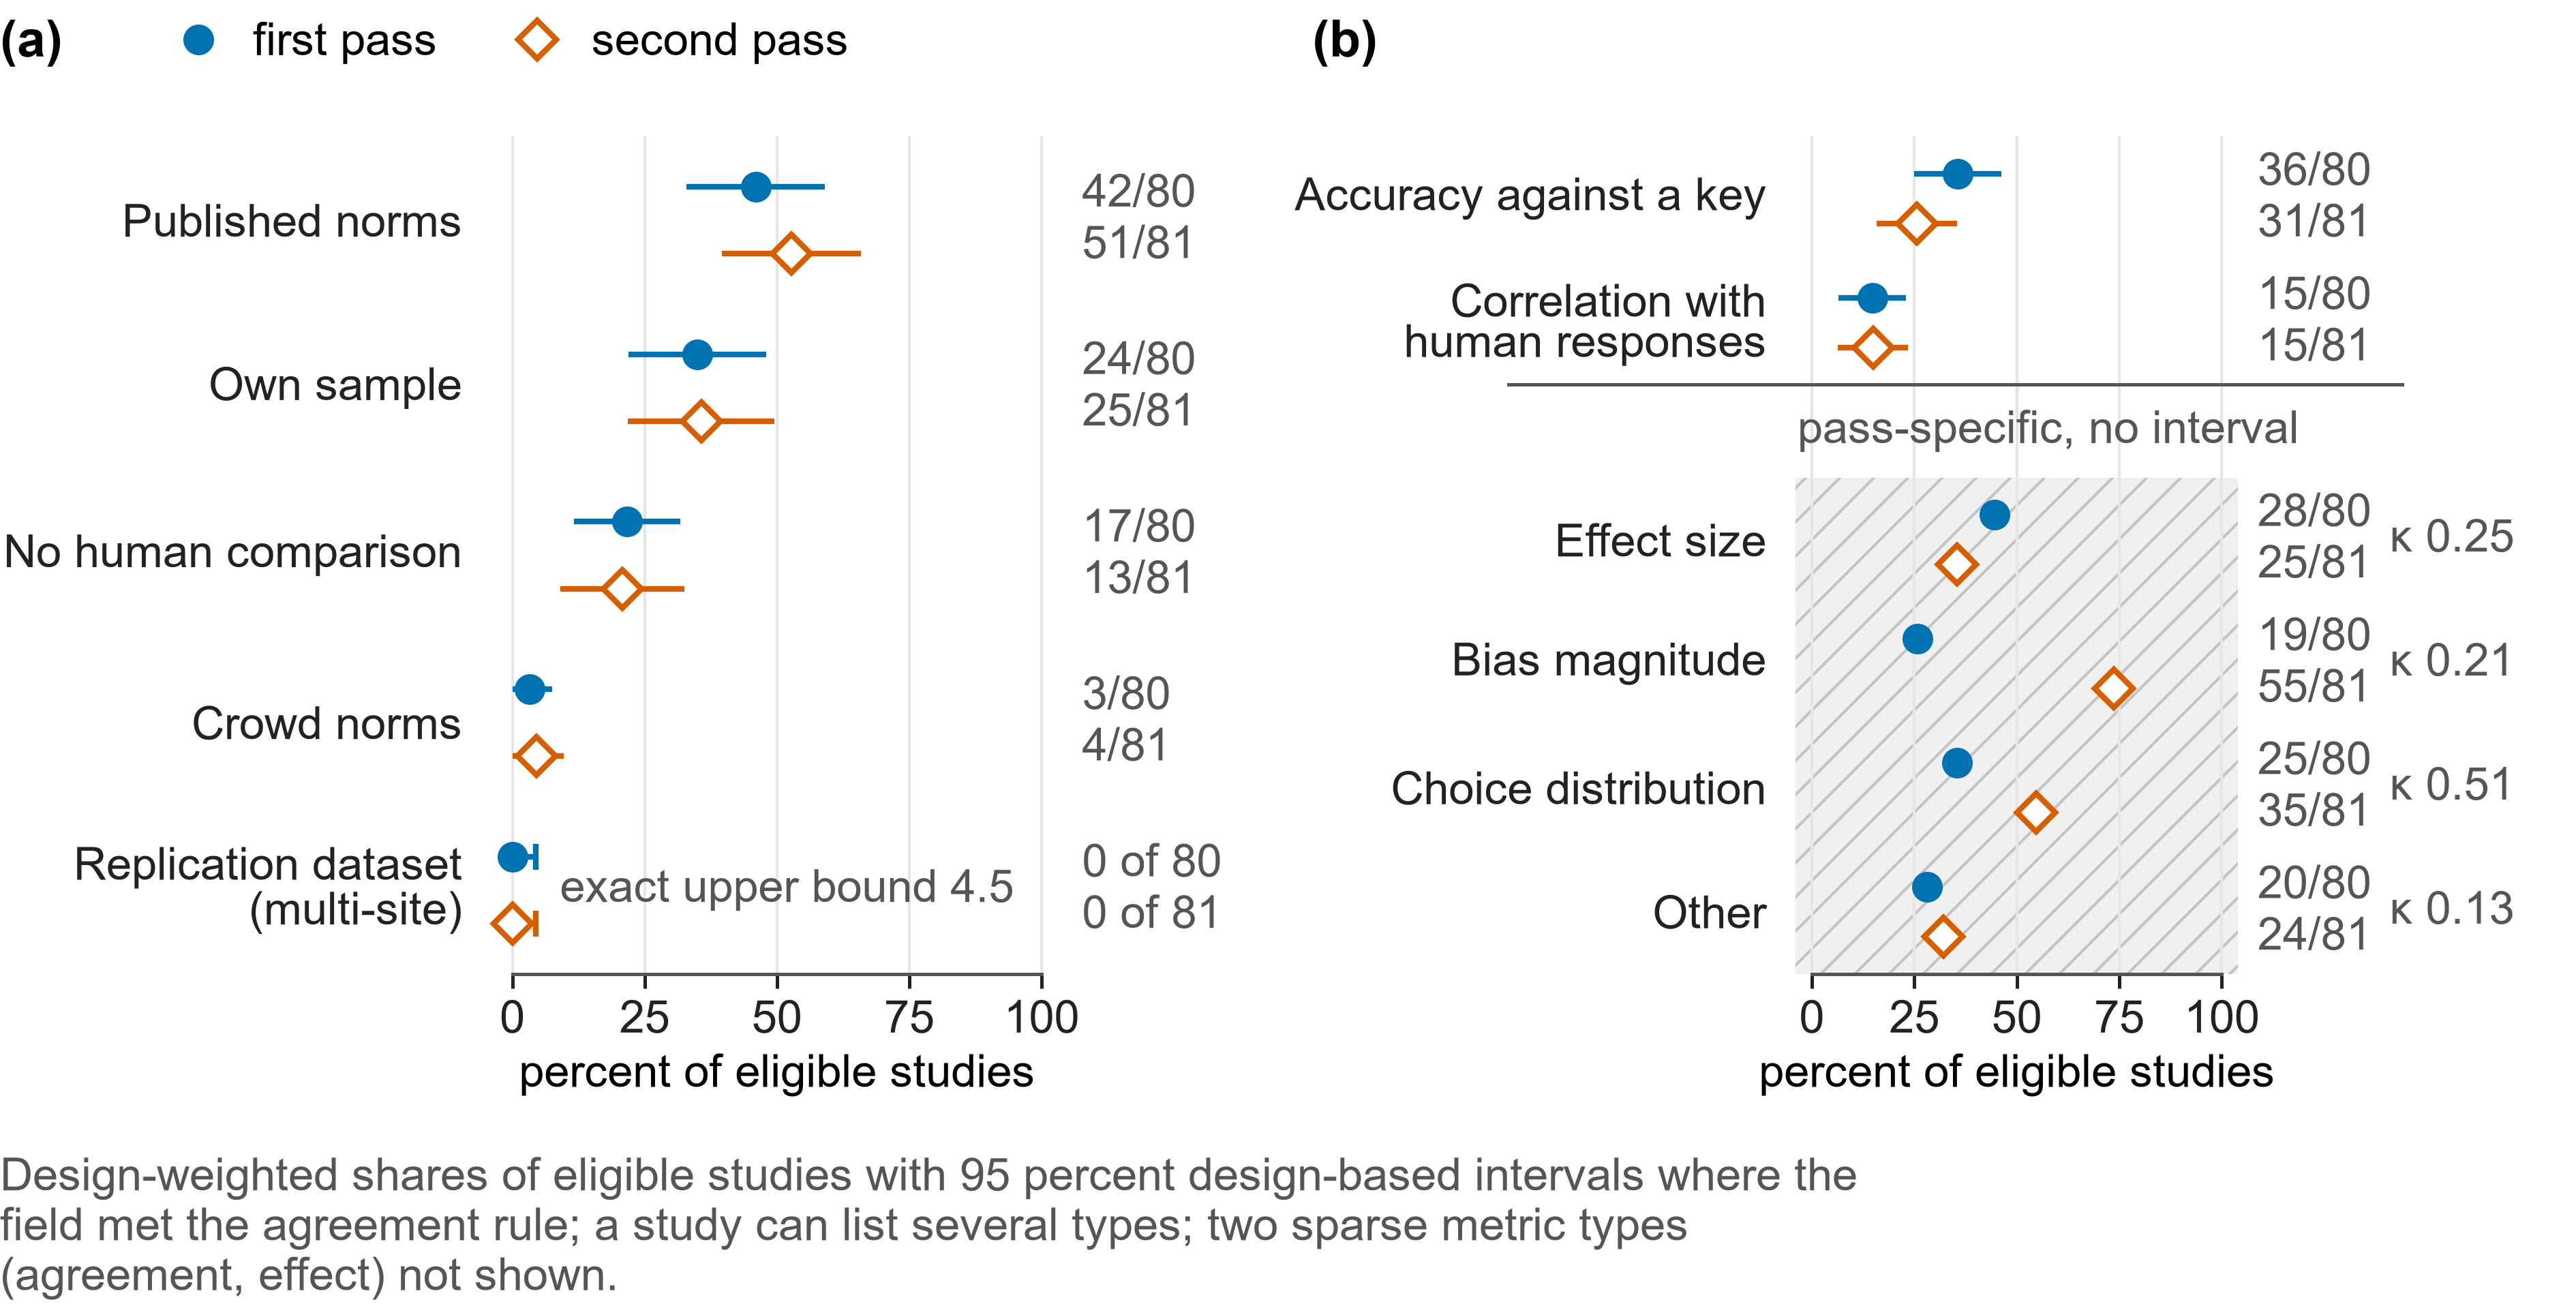 (a)
first pass
second pass
Published norms
42/80
51/81
Own sample
24/80
25/81
No human comparison
17/80
13/81
Crowd norms
3/80
4/81
Replication dataset
(multi-site)
exact upper bound 4.5
0 of 80
0 of 81
0 25 50 75 100
percent of eligible studies
(b)
Accuracy against a key
36/80
31/81
Correlation with
human responses
15/80
15/81
pass-specific, no interval
Effect size
28/80
25/81
κ 0.25
Bias magnitude
19/80
55/81
κ 0.21
Choice distribution
25/80
35/81
κ 0.51
Other
20/80
24/81
κ 0.13
0 25 50 75 100
percent of eligible studies
Design-weighted shares of eligible studies with 95 percent design-based intervals where the
field met the agreement rule; a study can list several types; two sparse metric types
(agreement, effect) not shown.